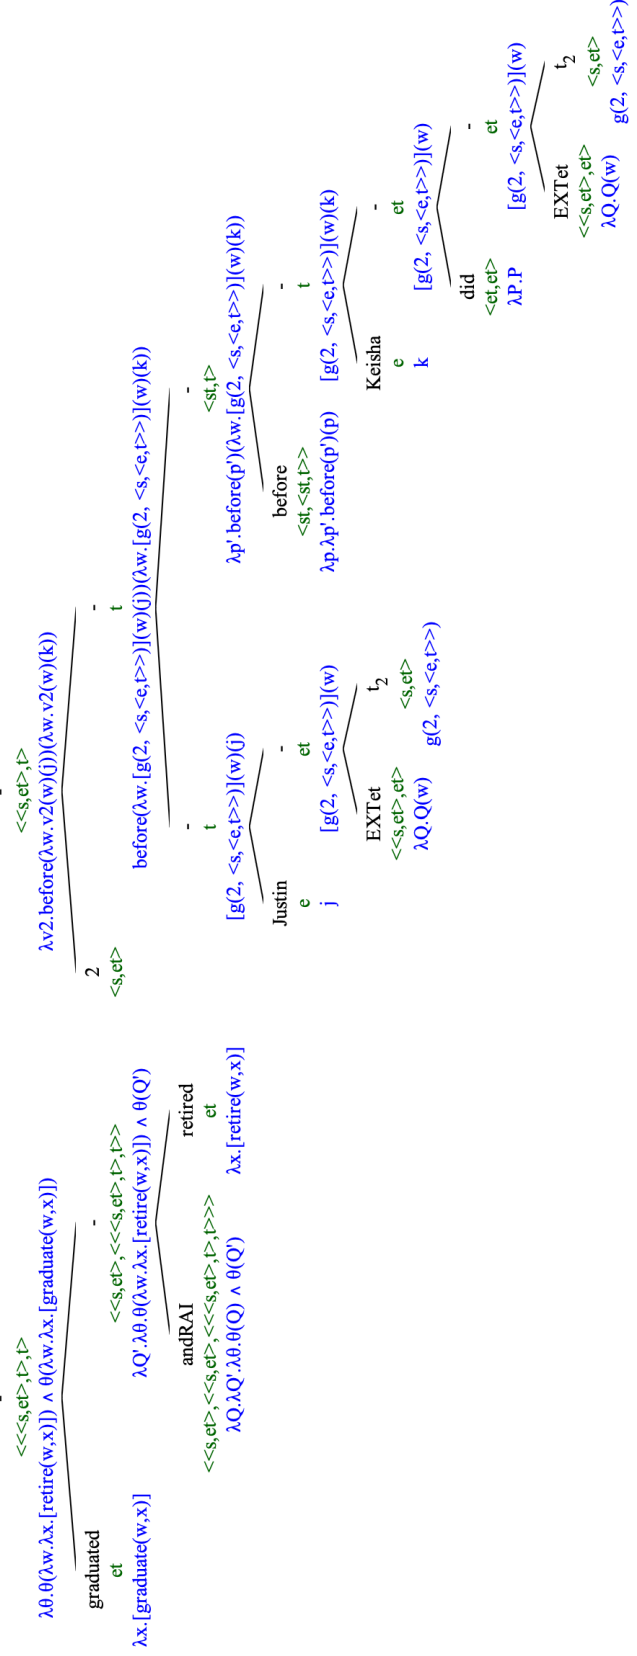 <<<s,et>,t>,t> <<s,et>,t>
λθ.θ(λw.λx.[retire(w,x)]) ∧ θ(λw.λx.[graduate(w,x)]) λv2.before(λw.v2(w)(j))(λw.v2(w)(k))
graduated - 2 -
et <<s,et>,<<<s,et>,t>,t>> <s,et> t
λx.[graduate(w,x)] λQ'.λθ.θ(λw.λx.[retire(w,x)]) ∧ θ(Q') before(λw.[g(2, <s,<e,t>>)](w)(j))(λw.[g(2, <s,<e,t>>)](w)(k))
andRAI retired - -
<<s,et>,<<s,et>,<<<s,et>,t>,t>>> et t <st,t>
λQ.λQ'.λθ.θ(Q) ∧ θ(Q') λx.[retire(w,x)] [g(2, <s,<e,t>>)](w)(j) λp'.before(p')(λw.[g(2, <s,<e,t>>)](w)(k))
Justin - before -
e et <st,<st,t>> t
j [g(2, <s,<e,t>>)](w) λp.λp'.before(p')(p) [g(2, <s,<e,t>>)](w)(k)
EXTet t2 Keisha -
<<s,et>,et> <s,et> e et
λQ.Q(w) g(2, <s,<e,t>>) k [g(2, <s,<e,t>>)](w)
did -
<et,et> et
λP.P [g(2, <s,<e,t>>)](w)
EXTet t2
<<s,et>,et> <s,et>
λQ.Q(w) g(2, <s,<e,t>>)